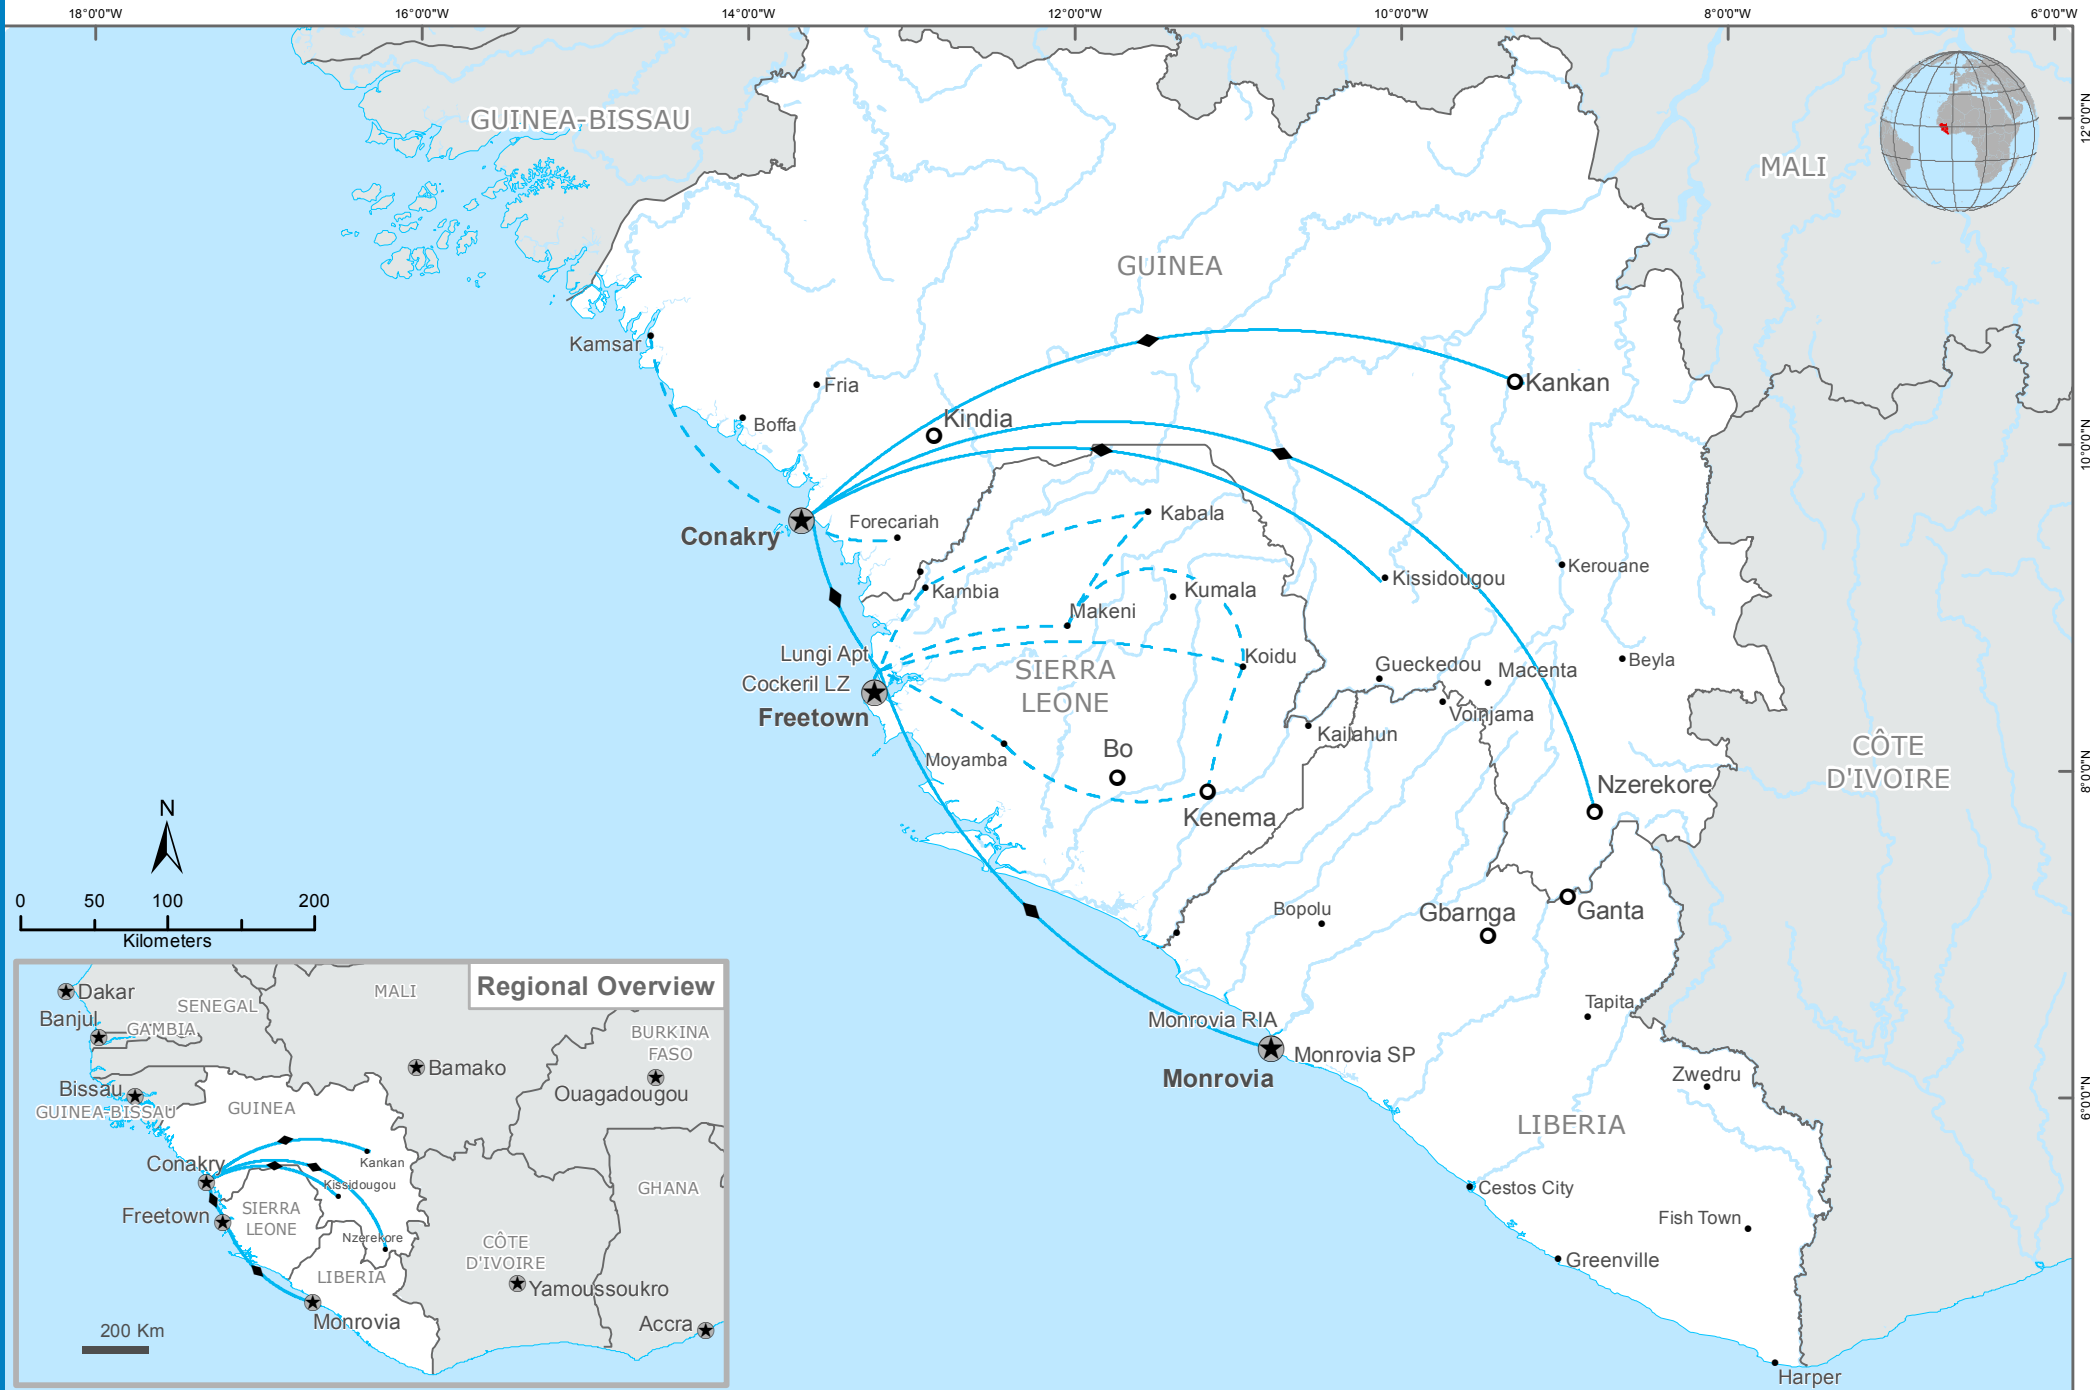 18°0'0"W
16°0'0"W
14°0'0"W
12°0'0"W
10°0'0"W
8°0'0"W
6°0'0"W
12°0'0"N
10°0'0"N
8°0'0"N
6°0'0"N
GUINEA-BISSAU
MALI
GUINEA
Kamsar
Fria
Boffa
Kindia
Kankan
Conakry
Forecariah
Kabala
Kambia
Kumala
Makeni
Kissidougou
Kerouane
Lungi Apt
Cockeril LZ
Freetown
SIERRA
LEONE
Koidu
Gueckedou
Macenta
Beyla
Voinjama
Kailahun
Moyamba
Bo
Kenema
Nzerekore
CÔTE
D'IVOIRE
Bopolu
Gbarnga
Ganta
Tapita
Monrovia RIA
Monrovia SP
Monrovia
Zwedru
LIBERIA
Cestos City
Fish Town
Greenville
Harper
N
0
50
100
200
Kilometers
Regional Overview
Dakar
SENEGAL
MALI
Banjul
GAMBIA
BURKINA
FASO
Bamako
Ouagadougou
Bissau
GUINEA-BISSAU
GUINEA
Conakry
Kankan
Kissidougou
Freetown
SIERRA
LEONE
Nzerekore
GHANA
CÔTE
D'IVOIRE
LIBERIA
Yamoussoukro
Monrovia
Accra
200 Km